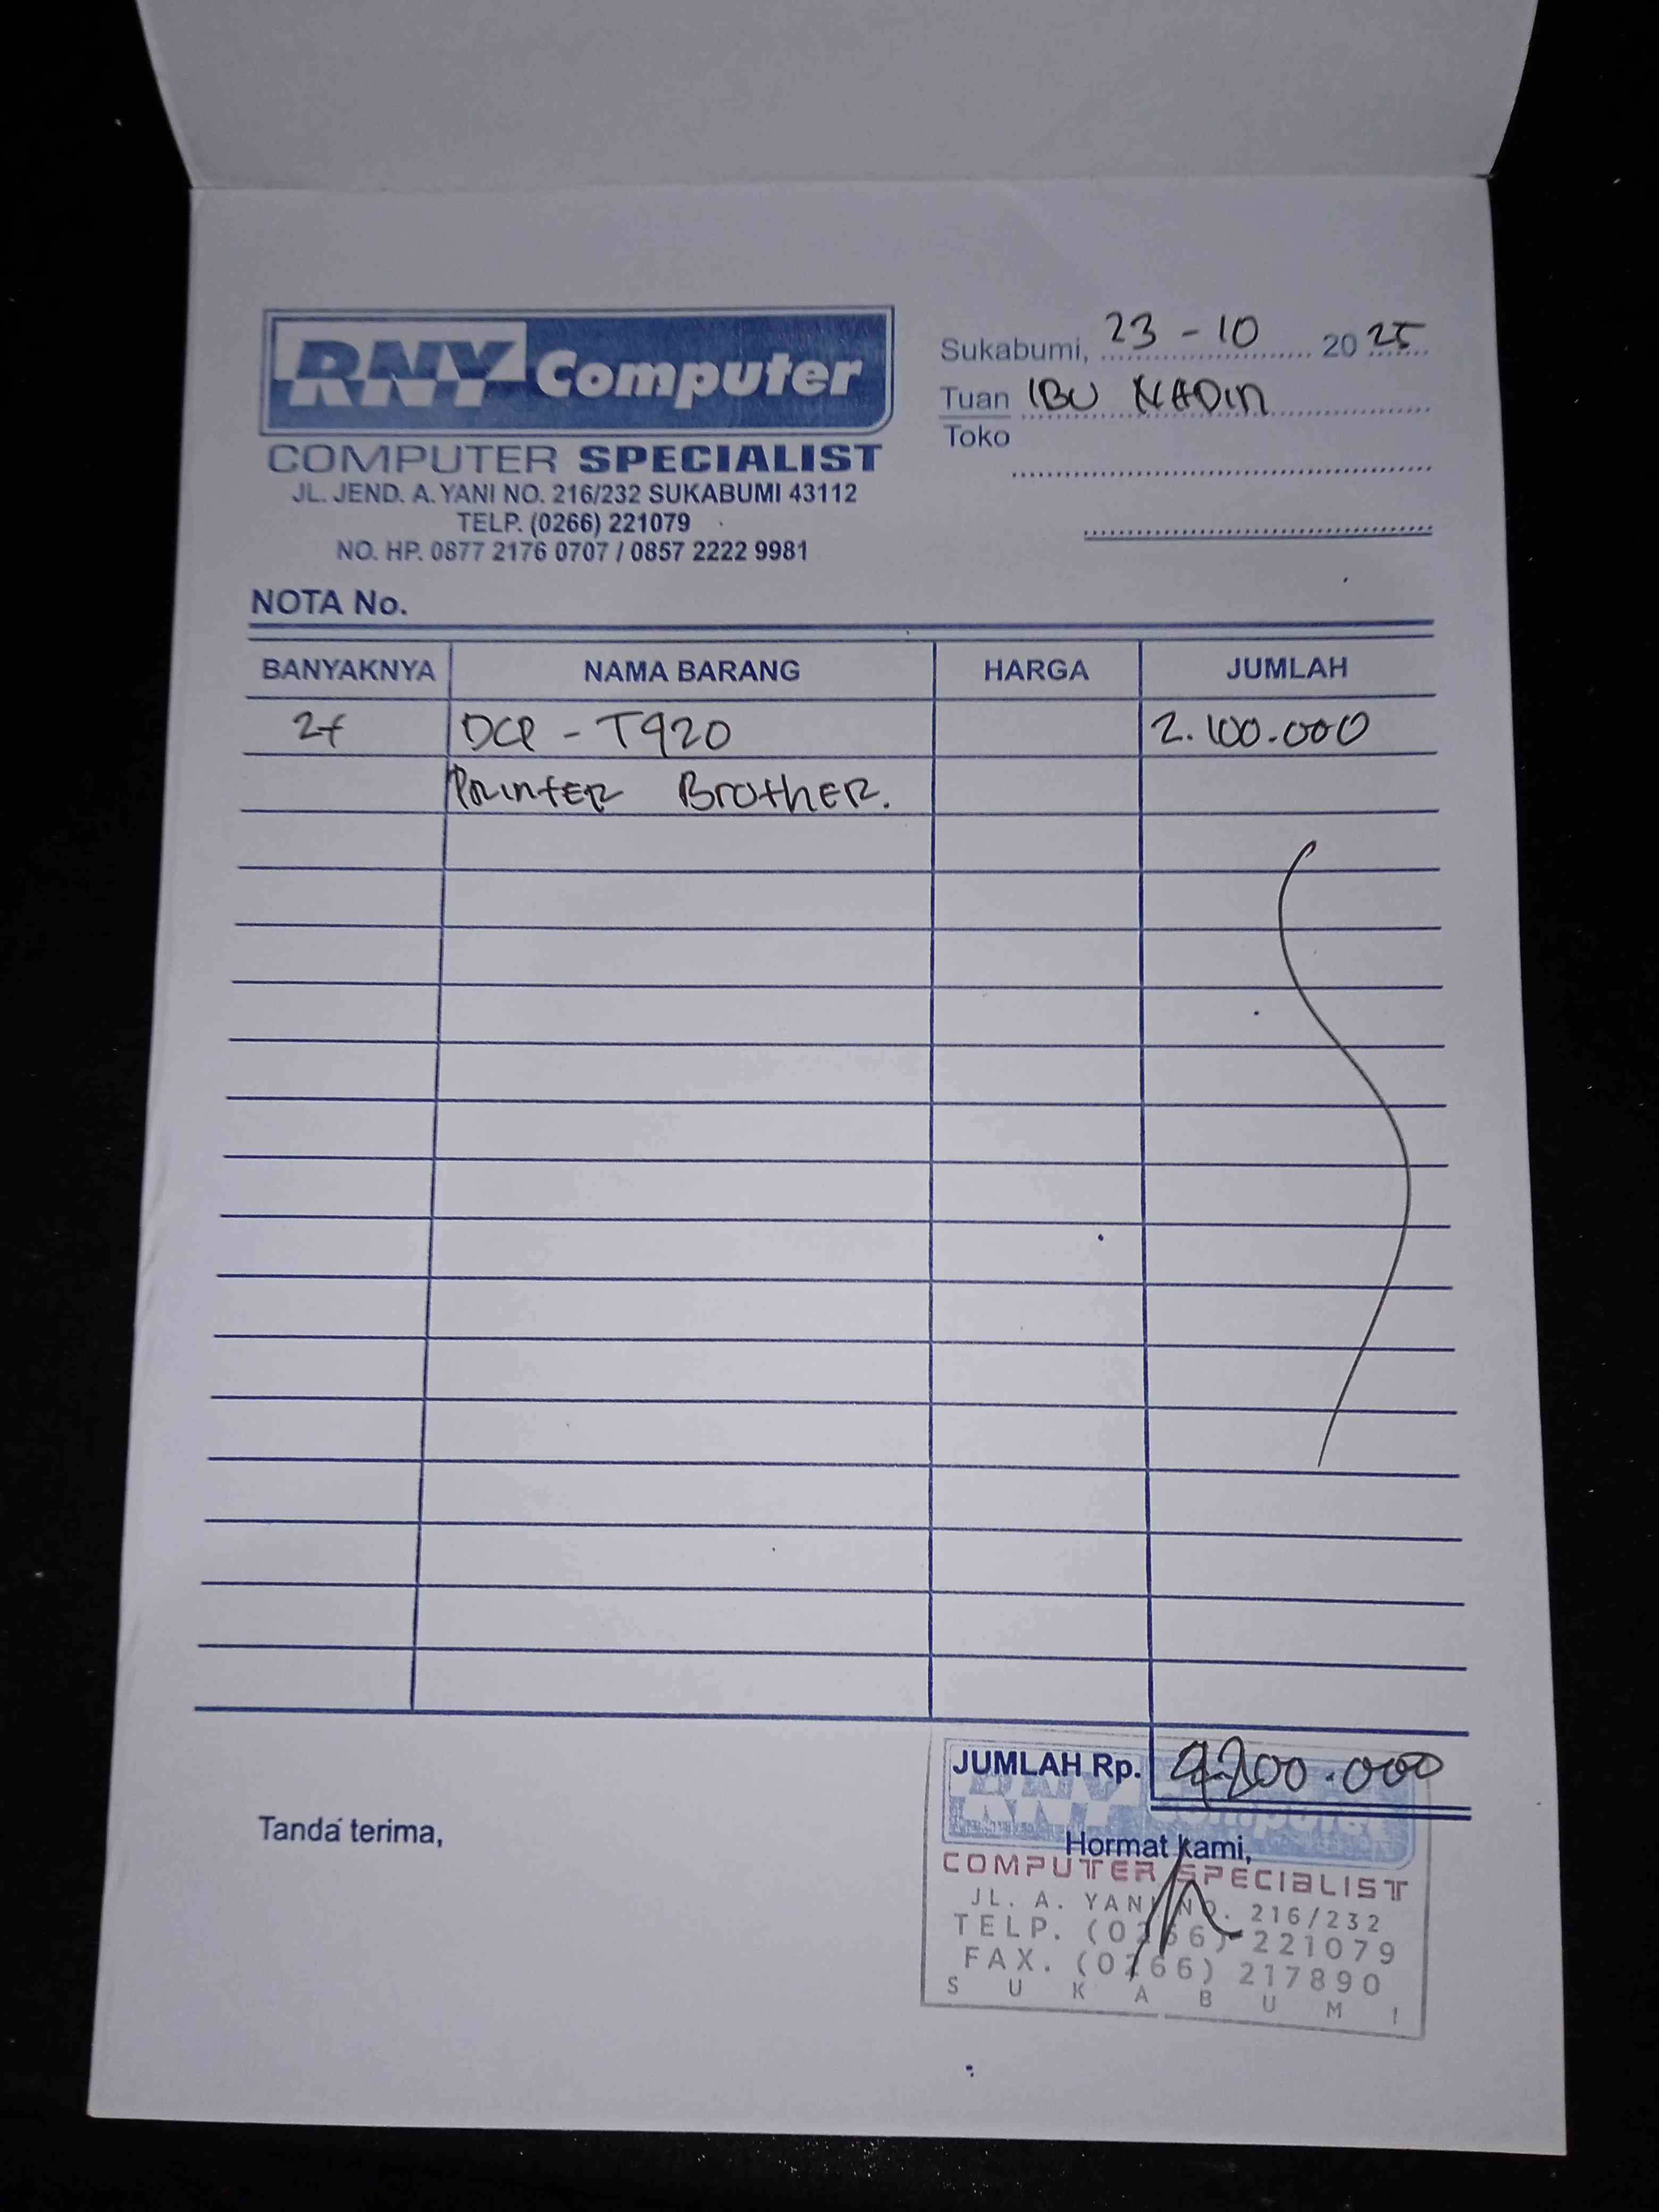 RNY Computer
COMPUTER SPECIALIST
JL. JEND. A. YANI NO. 216/232 SUKABUMI 43112
TELP. (0266) 221079
NO. HP. 0877 2176 0707 / 0857 2222 9981
Sukabumi, 23 - 10 2025
Tuan IBU NADIN
Toko
NOTA No.
BANYAKNYA NAMA BARANG HARGA JUMLAH
2 DCP - T920 2.100.000
Printer Brother.
JUMLAH Rp. 4.200.000
Tanda terima,
Hormat kami,
RNY Computer
COMPUTER SPECIALIST
JL. A. YANI NO. 216/232
TELP. (0266) 221079
FAX. (0266) 217890
SUKABUMI